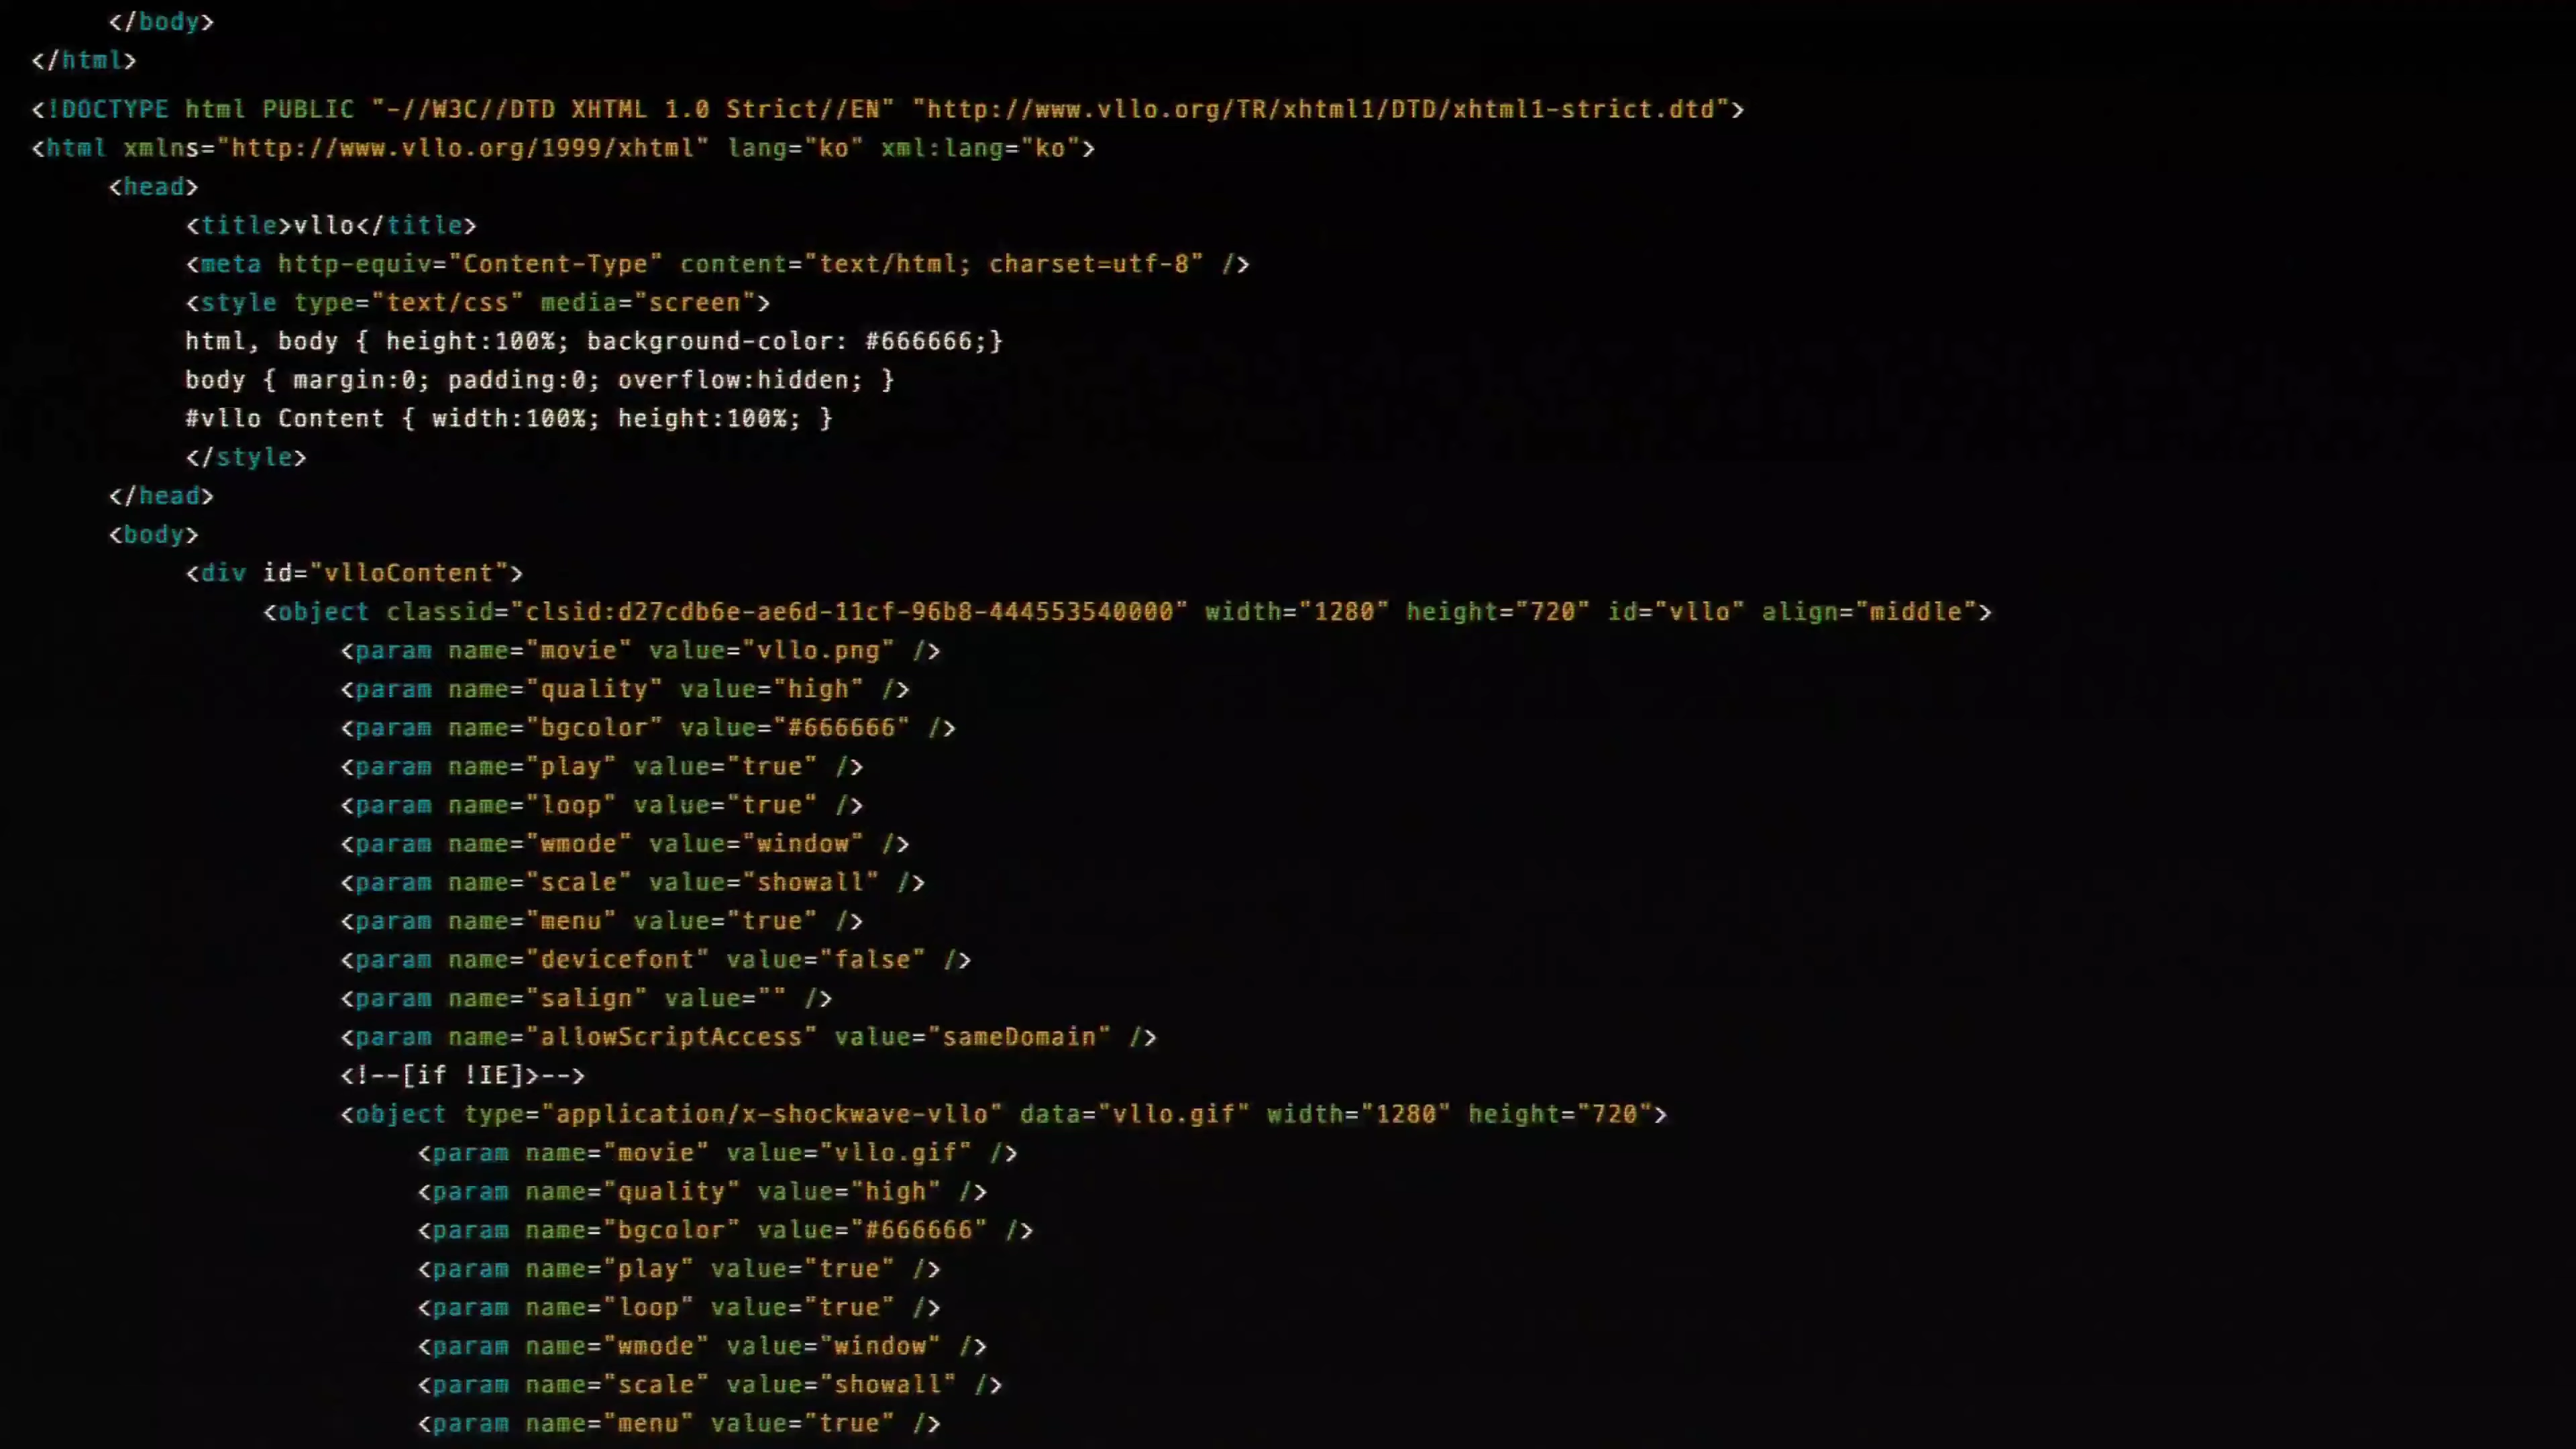 </body>
</html>
<!DOCTYPE html PUBLIC "-//W3C//DTD XHTML 1.0 Strict//EN" "http://www.vllo.org/TR/xhtml1/DTD/xhtml1-strict.dtd">
<html xmlns="http://www.vllo.org/1999/xhtml" lang="ko" xml:lang="ko">
<head>
<title>vllo</title>
<meta http-equiv="Content-Type" content="text/html; charset=utf-8" />
<style type="text/css" media="screen">
html, body { height:100%; background-color: #666666;}
body { margin:0; padding:0; overflow:hidden; }
#vllo Content { width:100%; height:100%; }
</style>
</head>
<body>
<div id="vlloContent">
<object classid="clsid:d27cdb6e-ae6d-11cf-96b8-444553540000" width="1280" height="720" id="vllo" align="middle">
<param name="movie" value="vllo.png" />
<param name="quality" value="high" />
<param name="bgcolor" value="#666666" />
<param name="play" value="true" />
<param name="loop" value="true" />
<param name="wmode" value="window" />
<param name="scale" value="showall" />
<param name="menu" value="true" />
<param name="devicefont" value="false" />
<param name="salign" value="" />
<param name="allowScriptAccess" value="sameDomain" />
<!--[if !IE]>-->
<object type="application/x-shockwave-vllo" data="vllo.gif" width="1280" height="720">
<param name="movie" value="vllo.gif" />
<param name="quality" value="high" />
<param name="bgcolor" value="#666666" />
<param name="play" value="true" />
<param name="loop" value="true" />
<param name="wmode" value="window" />
<param name="scale" value="showall" />
<param name="menu" value="true" />